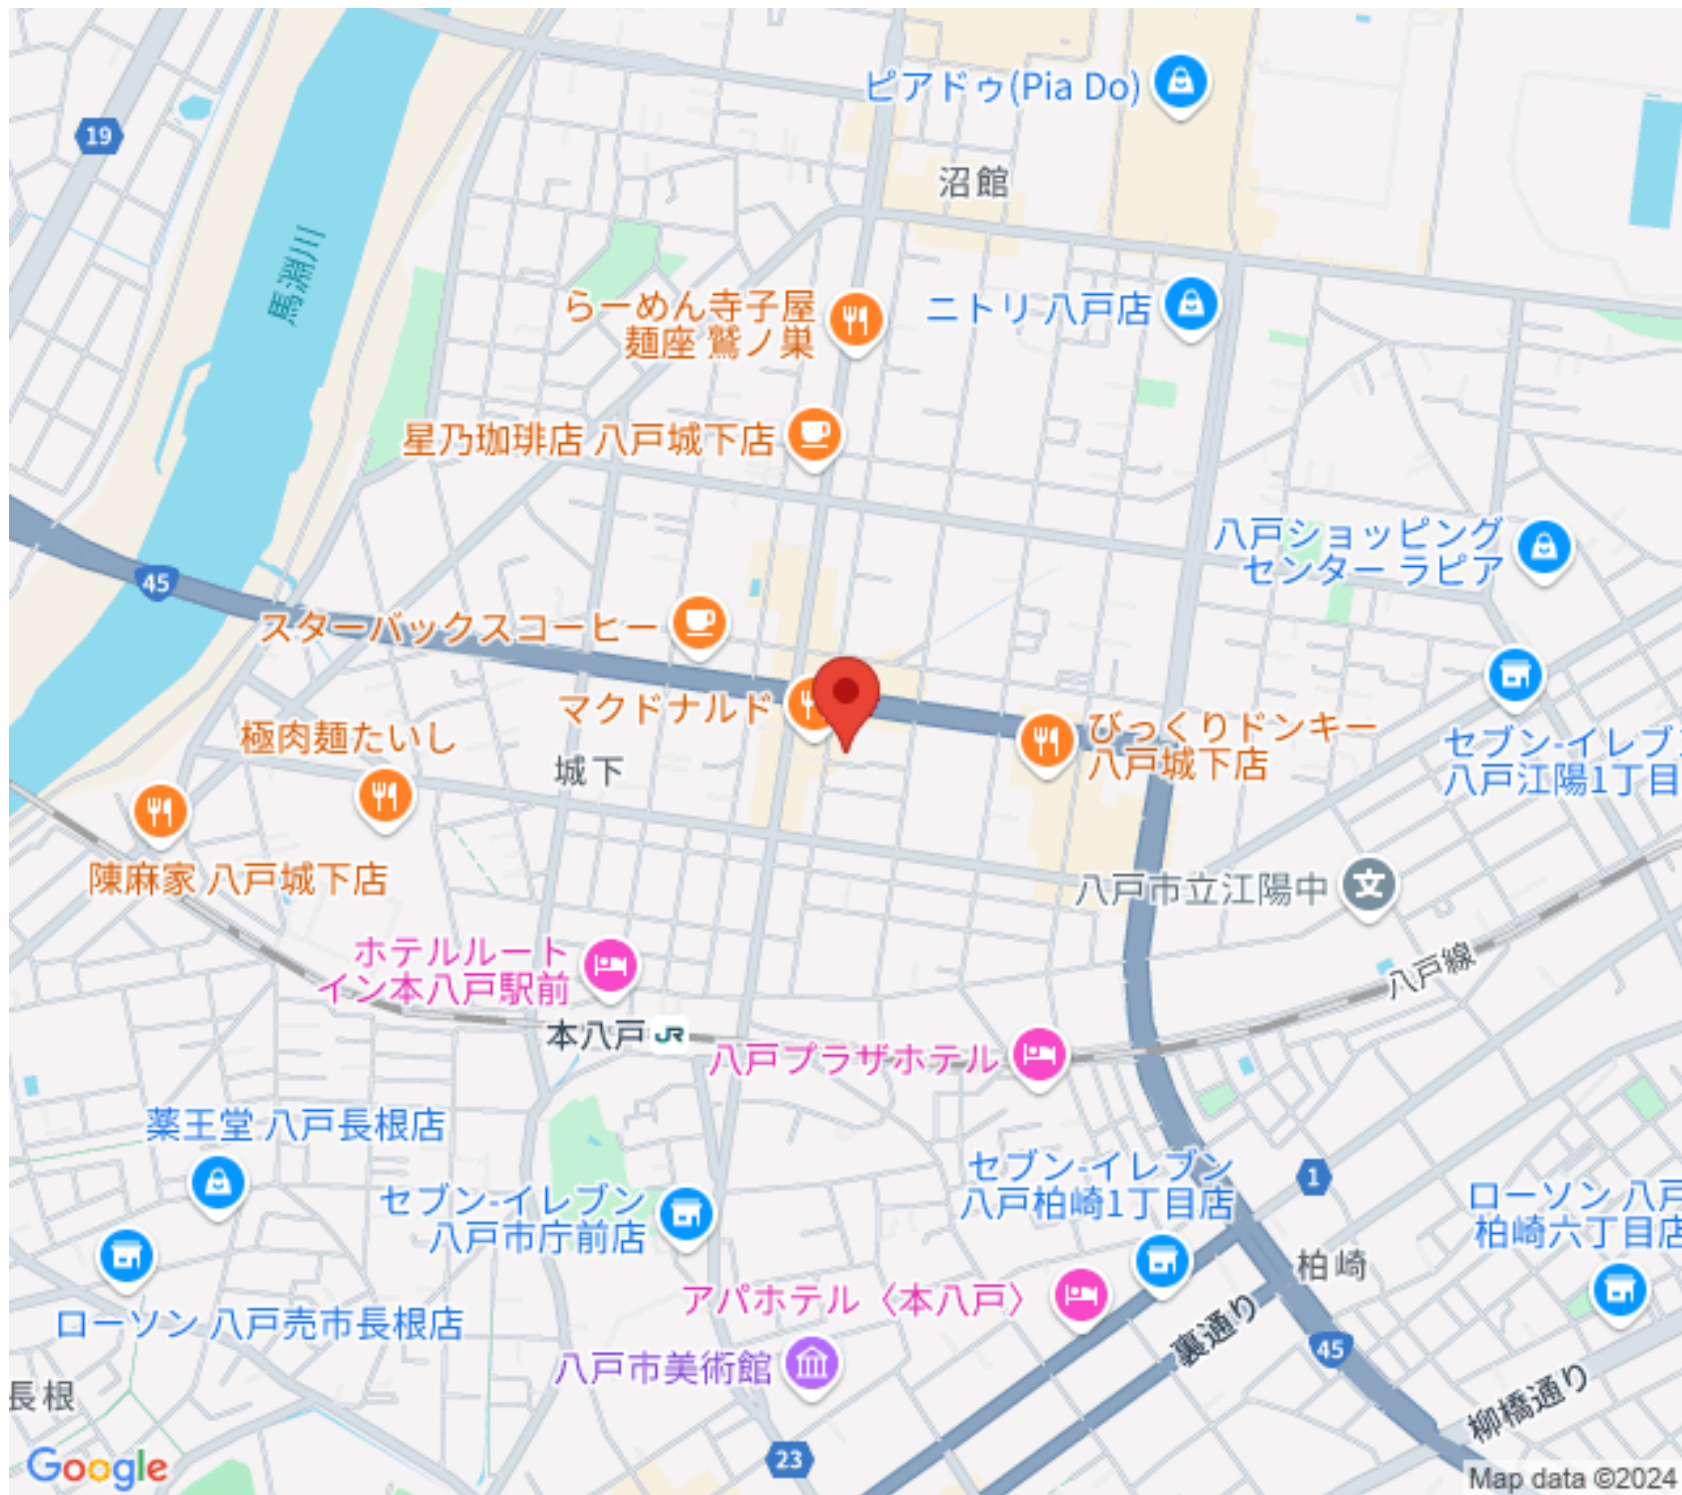 ピアドゥ(Pia Do)
19
沼館
馬淵川
らーめん寺子屋
麺座 鷲ノ巣
ニトリ 八戸店
星乃珈琲店 八戸城下店
八戸ショッピング
センター ラピア
45
スターバックスコーヒー
マクドナルド
びっくりドンキー
八戸城下店
セブン-イレブ
八戸江陽1丁目
極肉麺たいし
城下
陳麻家 八戸城下店
八戸市立江陽中
文
ホテルルート
イン本八戸駅前
八戸線
本八戸 JR
八戸プラザホテル
薬王堂 八戸長根店
セブン-イレブン
八戸市庁前店
セブン-イレブン
八戸柏崎1丁目店
1
ローソン 八戸
柏崎六丁目店
柏崎
アパホテル〈本八戸〉
ローソン 八戸売市長根店
裏通り
45
八戸市美術館
長根
柳橋通り
23
Google
Map data ©2024